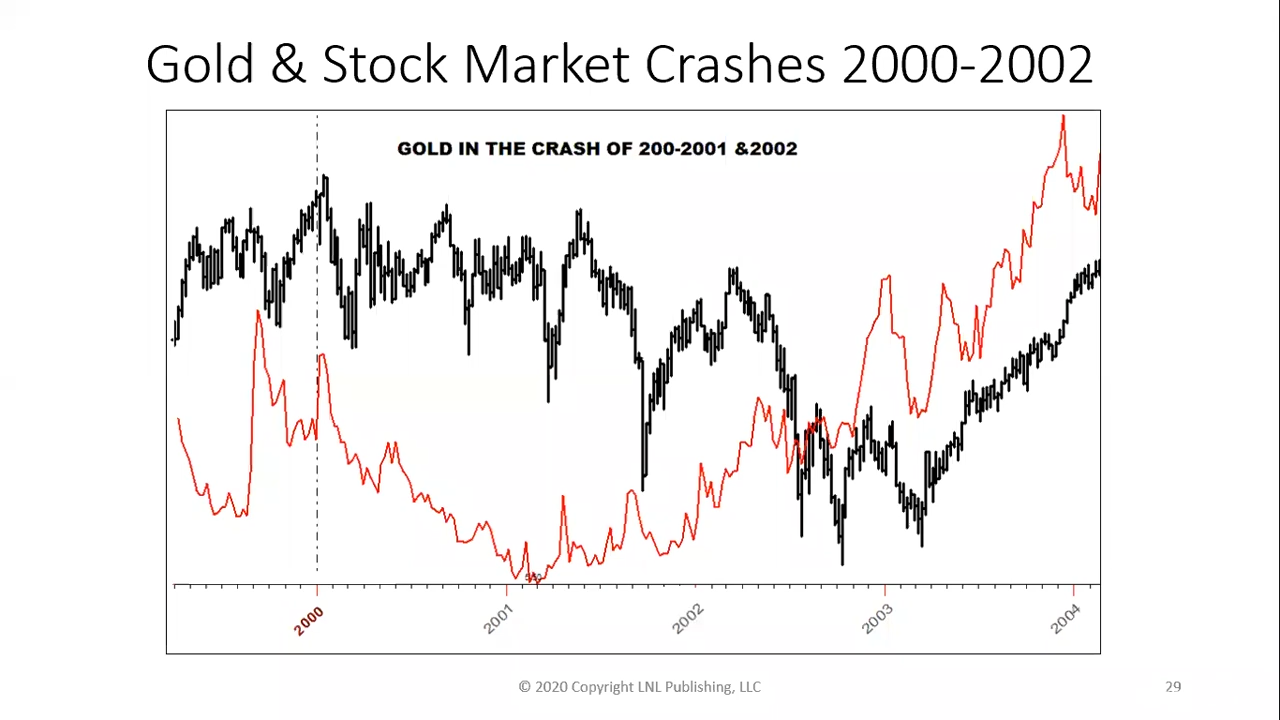 Gold & Stock Market Crashes 2000-2002
GOLD IN THE CRASH OF 200-2001 &2002
2000
2001
2002
2003
2004
© 2020 Copyright LNL Publishing, LLC
29